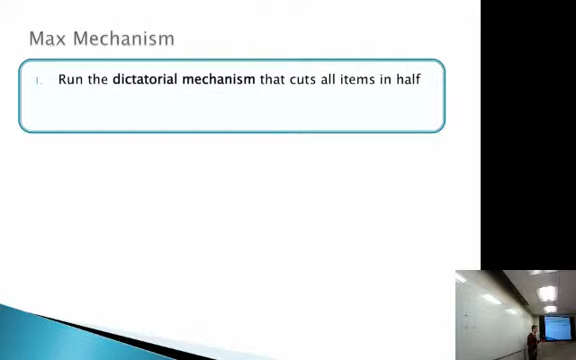 Max Mechanism
1. Run the dictatorial mechanism that cuts all items in half